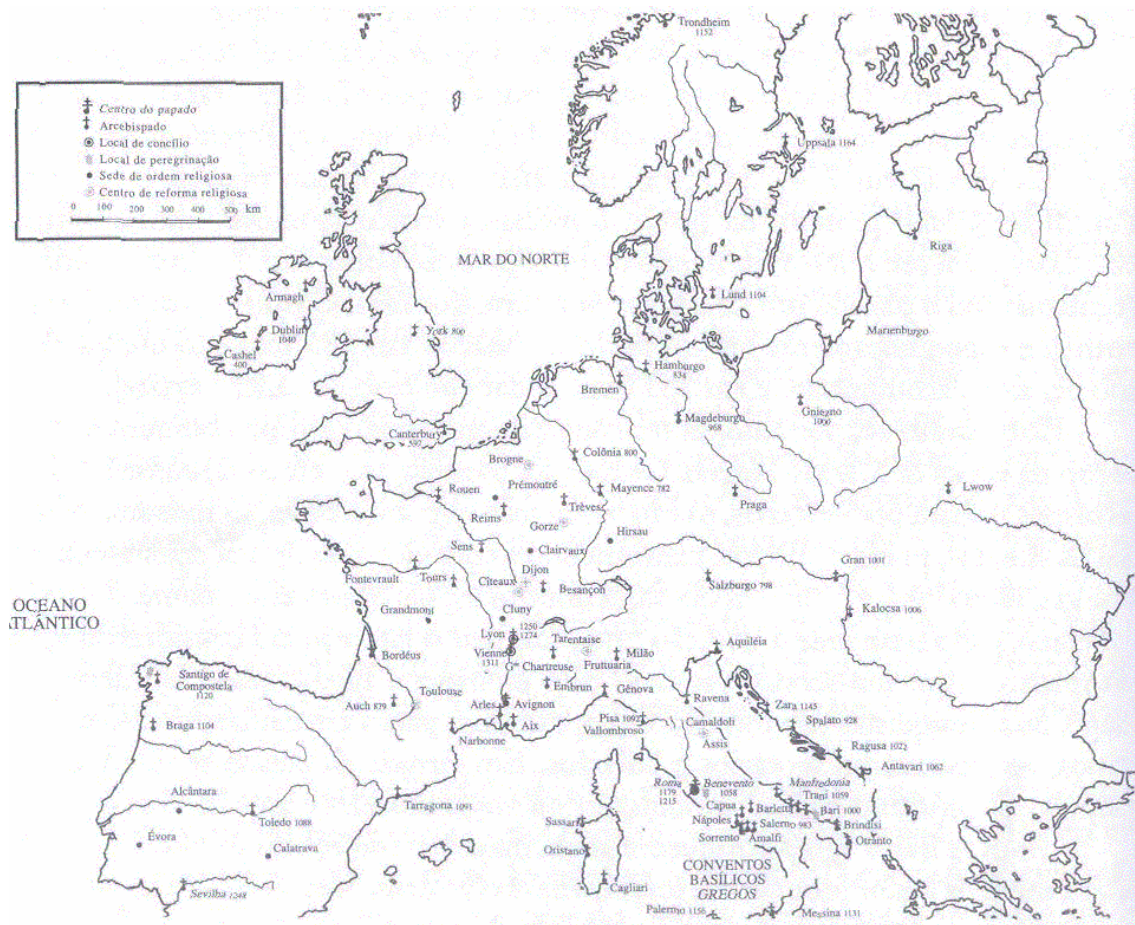 Trondheim
1152
Centro do papado
Arcebispado
Local de concílio
Local de peregrinação
Sede de ordem religiosa
Centro de reforma religiosa
0 100 200 300 400 500 km
Uppsala 1164
Riga
MAR DO NORTE
Armagh
Lund 1104
Dublin
1040
York 800
Marienburgo
Cashel
400
Hamburgo
834
Bremen
Gniezno
1000
Magdeburgo
968
Canterbury
597
Colônia 800
Brogne
Rouen
Prémoutré
Mayence 782
Lwow
Praga
Trèves
Reims
Gorze
Hirsau
Sens
Clairvaux
Dijon
Gran 1001
Fontevrault
Tours
Cîteaux
Besançon
Salzburgo 798
OCEANO
ATLÂNTICO
Grandmont
Cluny
Kalocsa 1006
Lyon
1250
1274
Tarentaise
Aquiléia
Vienne
1311
Bordéus
Gde Chartreuse
Fruttuaria
Milão
Santigo de
Compostela
1120
Toulouse
Embrun
Gênova
Auch 879
Arles
Avignon
Ravena
Zara 1145
Braga 1104
Aix
Pisa 1092
Vallombroso
Camaldoli
Assis
Spalato 928
Narbonne
Ragusa 1022
Antavari 1062
Alcântara
Tarragona 1091
Roma
1179
1215
Benevento
1058
Manfredonia
Trani 1059
Toledo 1088
Capua
Barletta
Bari 1000
Sassari
Nápoles
Salerno 983
Brindisi
Évora
Sorrento
Amalfi
Otranto
Calatrava
Oristano
CONVENTOS
BASÍLICOS
GREGOS
Sevilha 1248
Cagliari
Palermo 1156
Messina 1131